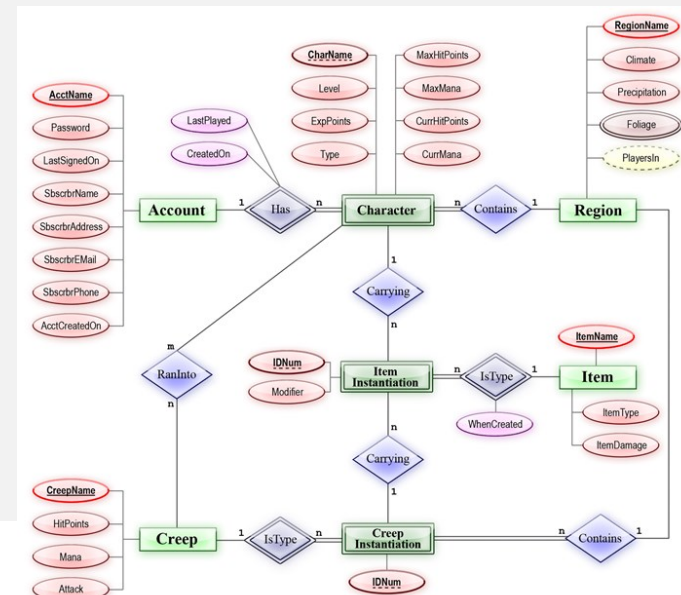 RegionName
CharName
MaxHitPoints
Climate
Level
MaxMana
AcctName
Precipitation
ExpPoints
CurrHitPoints
LastPlayed
Password
Foliage
CreatedOn
Type
CurrMana
LastSignedOn
PlayersIn
SbscrbrName
Account
1
Has
n
Character
n
Contains
1
Region
SbscrbrAddress
SbscrbrEMail
1
SbscrbrPhone
Carrying
AcctCreatedOn
n
ItemName
m
RanInto
IDNum
Item
Instantiation
n
IsType
1
Item
Modifier
n
WhenCreated
ItemType
n
ItemDamage
Carrying
CreepName
1
HitPoints
Creep
1
IsType
n
Creep
Instantiation
n
Contains
1
Mana
Attack
IDNum